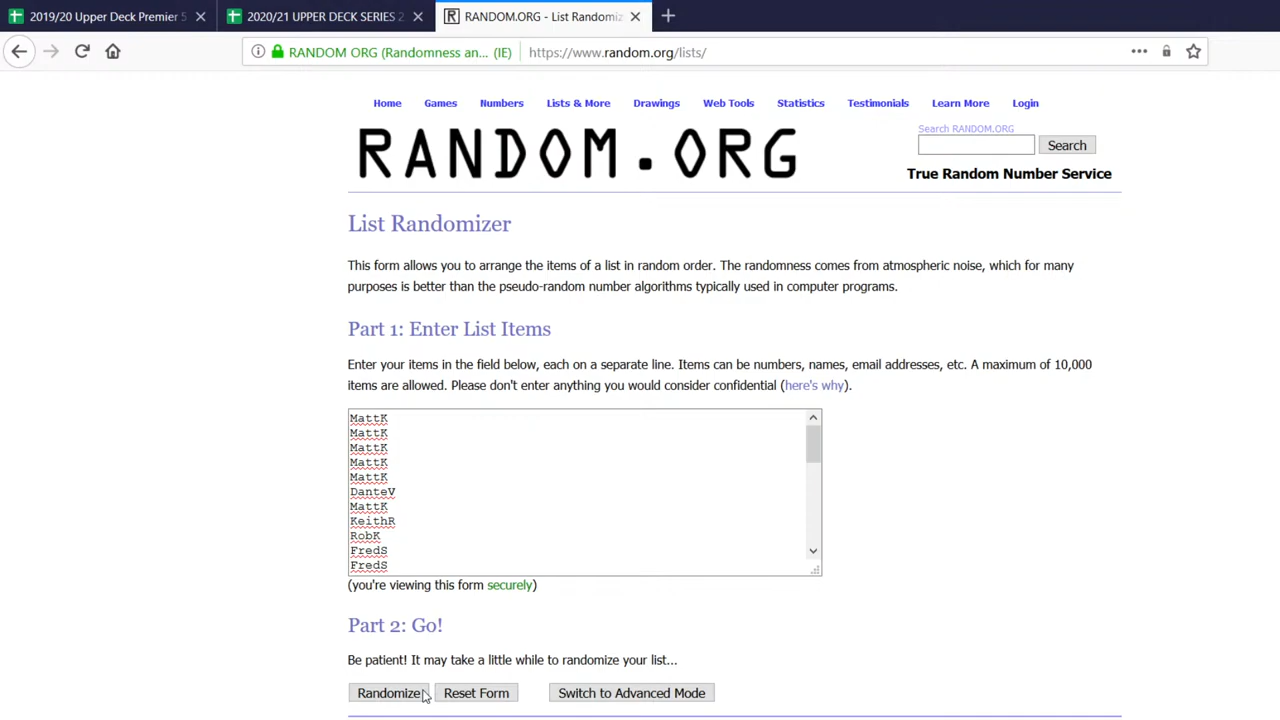 2019/20 Upper Deck Premier 5
2020/21 UPPER DECK SERIES 2
RANDOM.ORG - List Randomiz
RANDOM ORG (Randomness an... (IE)
https://www.random.org/lists/
Home Games Numbers Lists & More Drawings Web Tools Statistics Testimonials Learn More Login
RANDOM.ORG
Search RANDOM.ORG
Search
True Random Number Service
List Randomizer
This form allows you to arrange the items of a list in random order. The randomness comes from atmospheric noise, which for many
purposes is better than the pseudo-random number algorithms typically used in computer programs.
Part 1: Enter List Items
Enter your items in the field below, each on a separate line. Items can be numbers, names, email addresses, etc. A maximum of 10,000
items are allowed. Please don't enter anything you would consider confidential (here's why).
MattK
MattK
MattK
MattK
MattK
DanteV
MattK
KeithR
RobK
FredS
FredS
(you're viewing this form securely)
Part 2: Go!
Be patient! It may take a little while to randomize your list...
Randomize Reset Form Switch to Advanced Mode